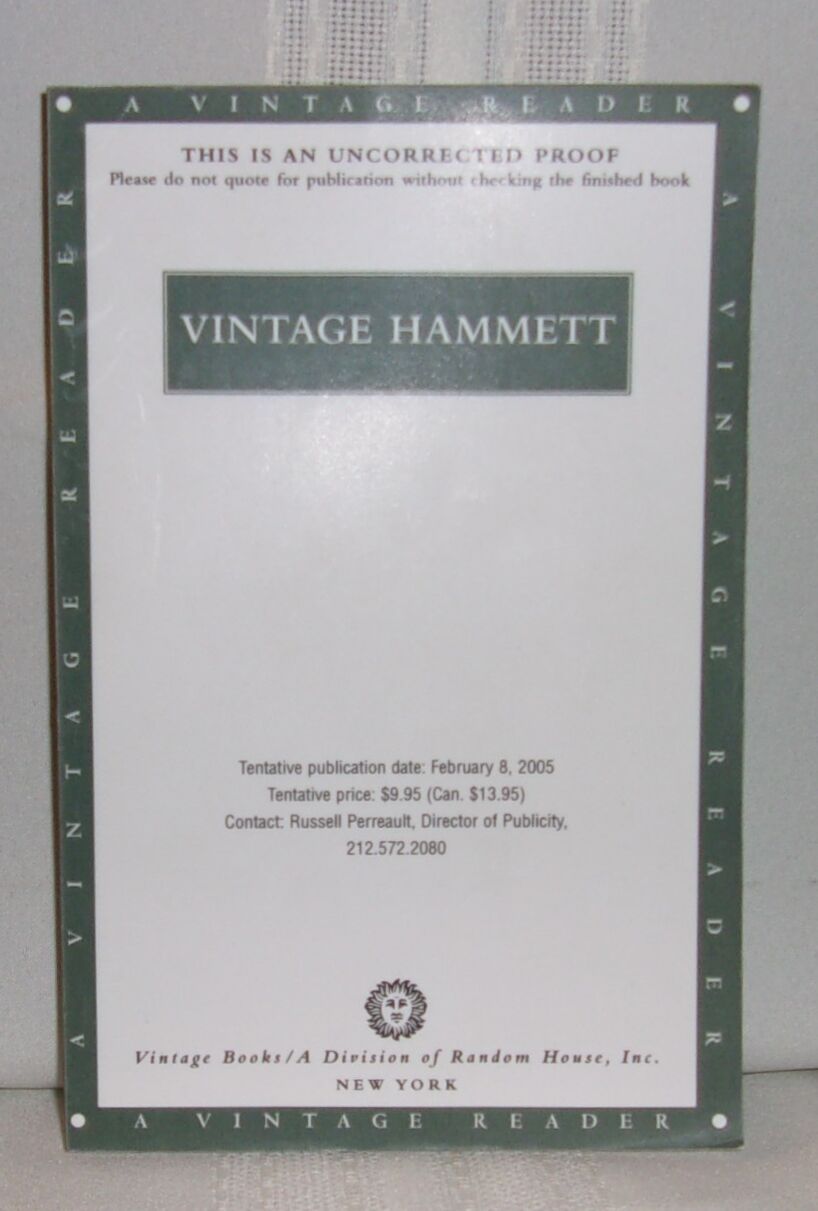 A VINTAGE READER
THIS IS AN UNCORRECTED PROOF
Please do not quote for publication without checking the finished book
VINTAGE HAMMETT
Tentative publication date: February 8, 2005
Tentative price: $9.95 (Can. $13.95)
Contact: Russell Perreault, Director of Publicity,
212.572.2080
Vintage Books/A Division of Random House, Inc.
NEW YORK
A VINTAGE READER
A VINTAGE READER
A VINTAGE READER